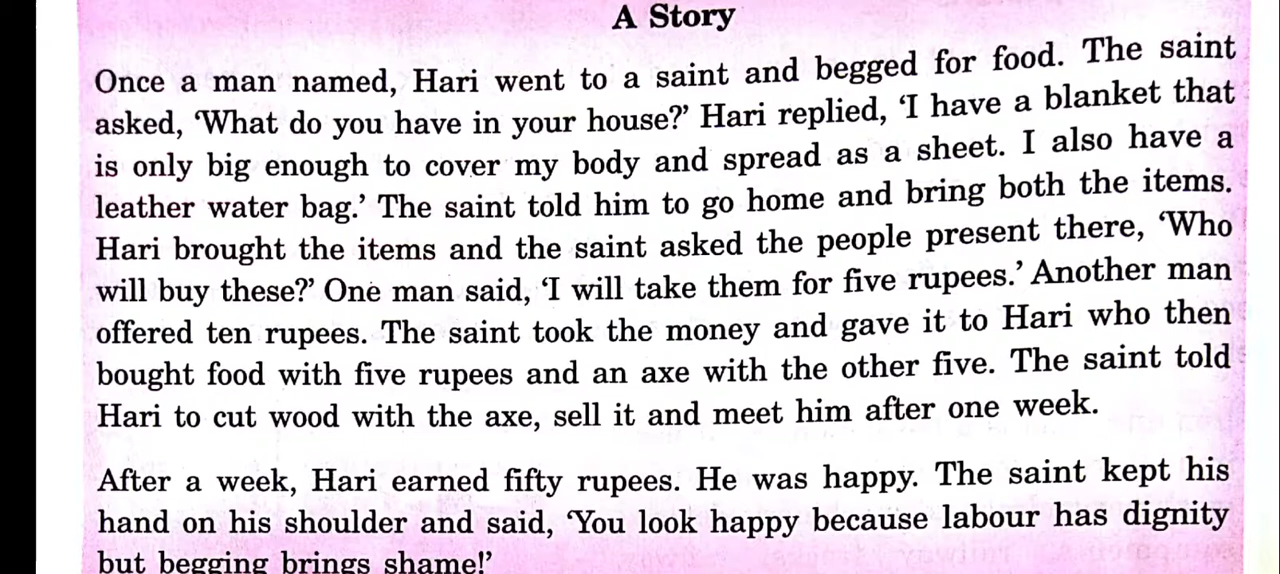 A Story
Once a man named, Hari went to a saint and begged for food. The saint
asked, ‘What do you have in your house?’ Hari replied, ‘I have a blanket that
is only big enough to cover my body and spread as a sheet. I also have a
leather water bag.’ The saint told him to go home and bring both the items.
Hari brought the items and the saint asked the people present there, ‘Who
will buy these?’ One man said, ‘I will take them for five rupees.’ Another man
offered ten rupees. The saint took the money and gave it to Hari who then
bought food with five rupees and an axe with the other five. The saint told
Hari to cut wood with the axe, sell it and meet him after one week.
After a week, Hari earned fifty rupees. He was happy. The saint kept his
hand on his shoulder and said, ‘You look happy because labour has dignity
but begging brings shame!’